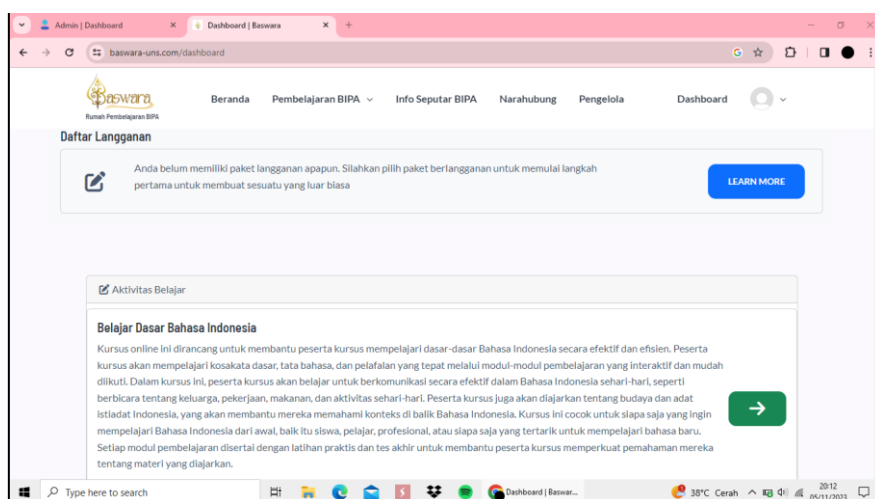 Admin | Dashboard
Dashboard | Baswara
baswara-uns.com/dashboard
Baswara
Rumah Pembelajaran BIPA
Beranda
Pembelajaran BIPA
Info Seputar BIPA
Narahubung
Pengelola
Dashboard
Daftar Langganan
Anda belum memiliki paket langganan apapun. Silahkan pilih paket berlangganan untuk memulai langkah
pertama untuk membuat sesuatu yang luar biasa
LEARN MORE
Aktivitas Belajar
Belajar Dasar Bahasa Indonesia
Kursus online ini dirancang untuk membantu peserta kursus mempelajari dasar-dasar Bahasa Indonesia secara efektif dan efisien. Peserta
kursus akan mempelajari kosakata dasar, tata bahasa, dan pelafalan yang tepat melalui modul-modul pembelajaran yang interaktif dan mudah
diikuti. Dalam kursus ini, peserta kursus akan belajar untuk berkomunikasi secara efektif dalam Bahasa Indonesia sehari-hari, seperti
berbicara tentang keluarga, pekerjaan, makanan, dan aktivitas sehari-hari. Peserta kursus juga akan diajarkan tentang budaya dan adat
istiadat Indonesia, yang akan membantu mereka memahami konteks di balik Bahasa Indonesia. Kursus ini cocok untuk siapa saja yang ingin
mempelajari Bahasa Indonesia dari awal, baik itu siswa, pelajar, profesional, atau siapa saja yang tertarik untuk mempelajari bahasa baru.
Setiap modul pembelajaran disertai dengan latihan praktis dan tes akhir untuk membantu peserta kursus memperkuat pemahaman mereka
tentang materi yang diajarkan.
Type here to search
Dashboard | Baswar...
38°C Cerah
20:12
05/11/2023